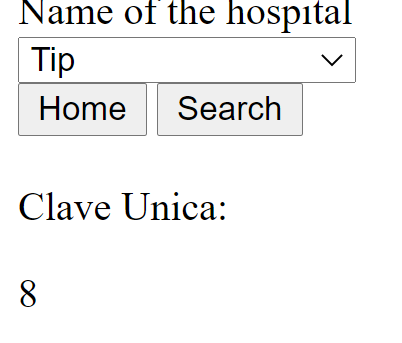 Name of the hospital
Tip
Home Search
Clave Unica:
8